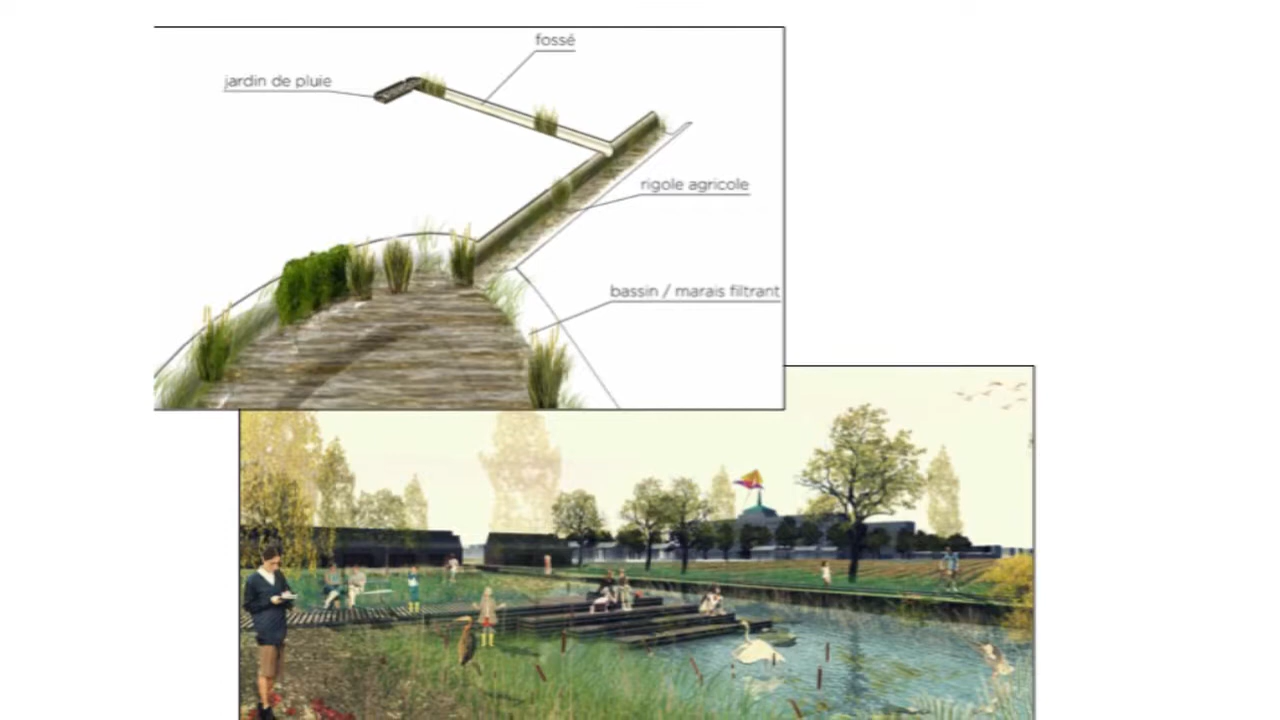 fossé
jardin de pluie
rigole agricole
bassin / marais filtrant